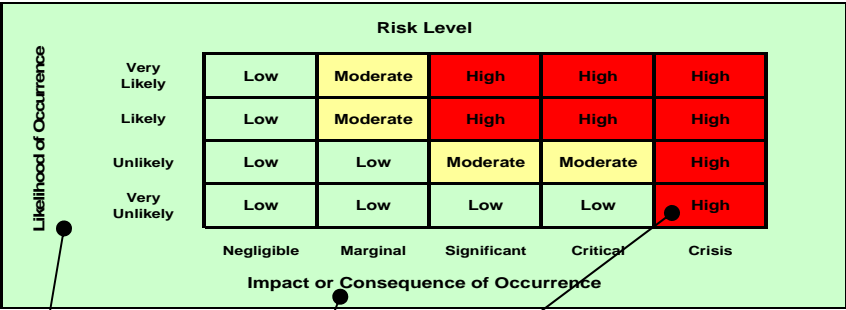 Risk Level
Likelihood of Occurrence
Very
Likely
Low Moderate High High High
Likely Low Moderate High High High
Unlikely Low Low Moderate Moderate High
Very
Unlikely
Low Low Low Low High
Negligible Marginal Significant Critical Crisis
Impact or Consequence of Occurrence